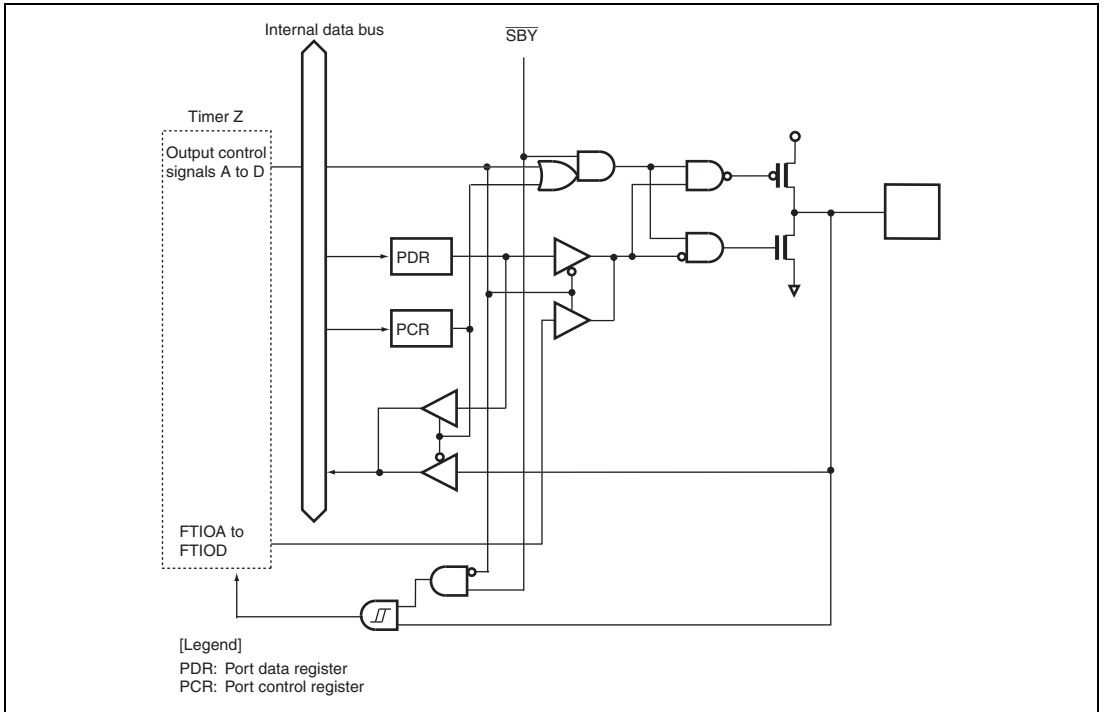 Internal data bus
SBY
Timer Z
Output control
signals A to D
PDR
PCR
FTIOA to
FTIOD
[Legend]
PDR: Port data register
PCR: Port control register